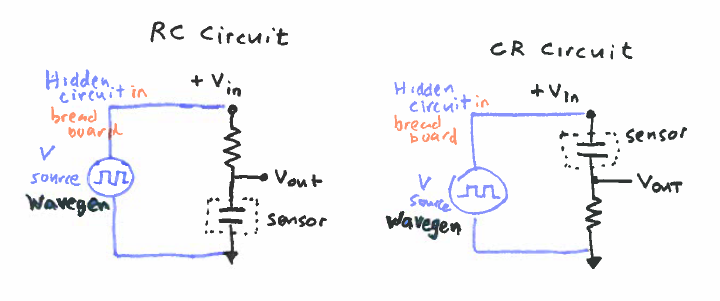 RC Circuit
Hidden
circuit in
bread
board
+ Vin
V
source
Wavegen
Vout
sensor
CR Circuit
Hidden
circuit in
bread
board
+ Vin
sensor
V
source
Wavegen
VOUT